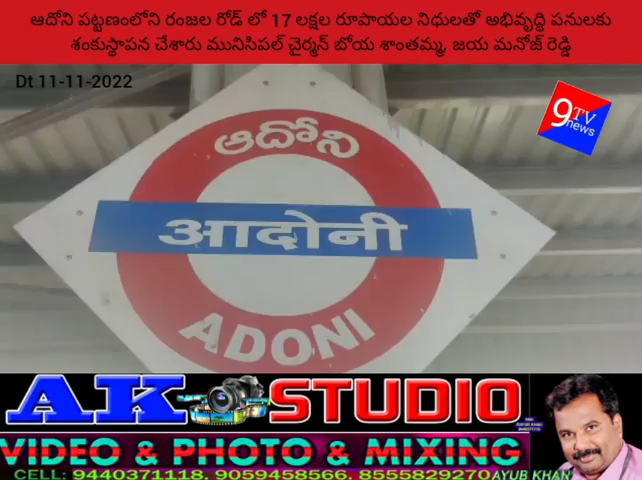 ఆదోని పట్టణంలోని రంజల రోడ్ లో 17 లక్షల రూపాయల నిధులతో అభివృద్ధి పనులకు
శంకుస్థాపన చేశారు మునిసిపల్ చైర్మన్ బోయ శాంతమ్మ, జయ మనోజ్ రెడ్డి
Dt 11-11-2022
9TV
news
ఆదోని
आदोनी
ADONI
AK STUDIO
VIDEO & PHOTO & MIXING
CELL: 9440371118, 9059458566, 8555829270 AYUB KHAN